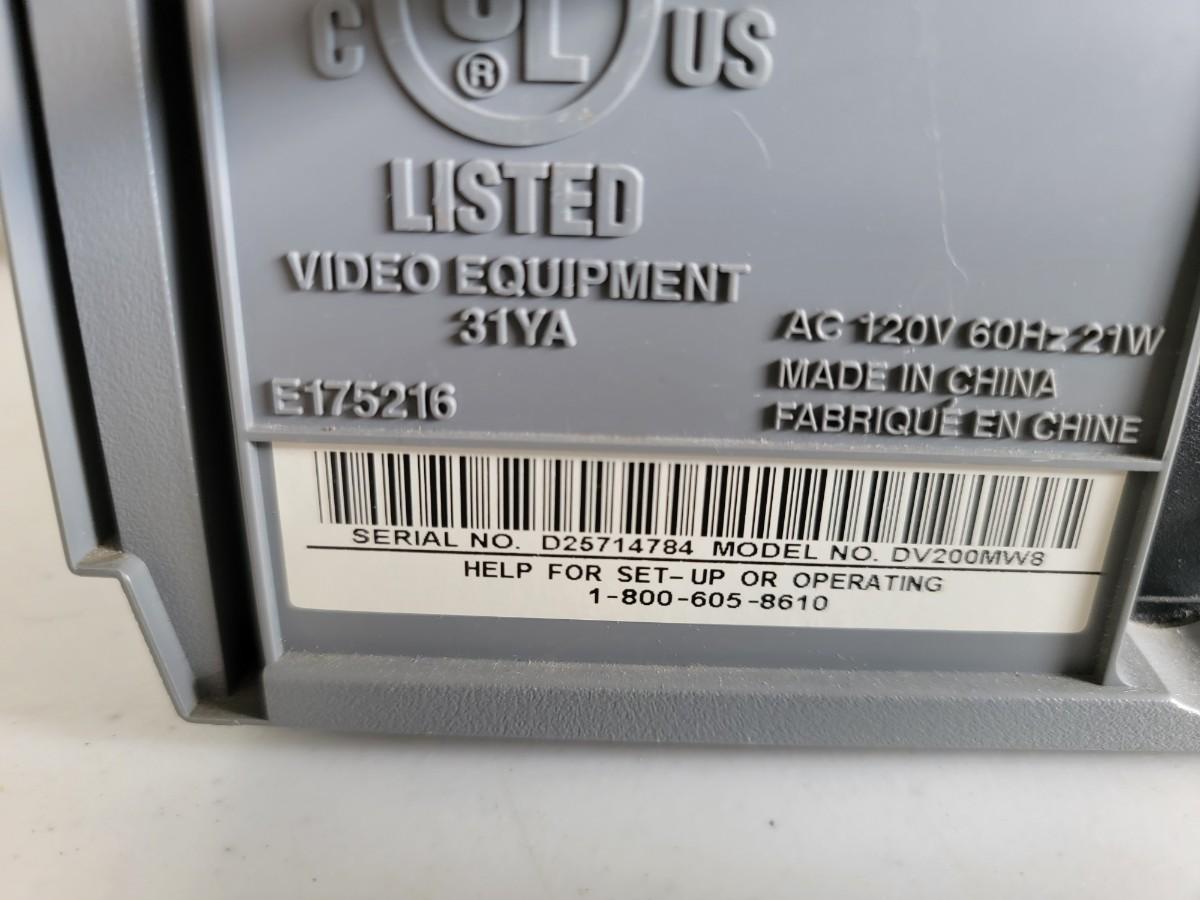 C UL US
®
LISTED
VIDEO EQUIPMENT
31YA
E175216
AC 120V 60Hz 21W
MADE IN CHINA
FABRIQUÉ EN CHINE
SERIAL NO. D25714784 MODEL NO. DV200MW8
HELP FOR SET-UP OR OPERATING
1-800-605-8610